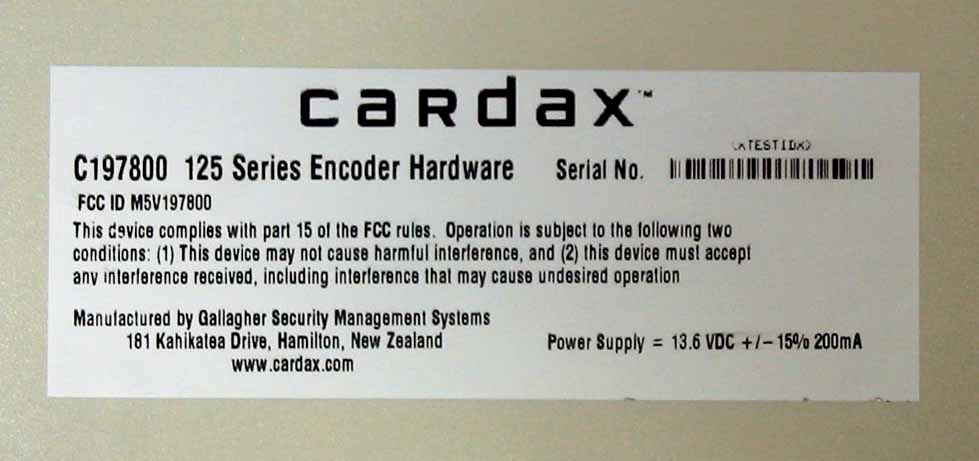 cardax™
(xTESTIDx)
C197800 125 Series Encoder Hardware Serial No.
FCC ID M5V197800
This device complies with part 15 of the FCC rules. Operation is subject to the following two
conditions: (1) This device may not cause harmful interference, and (2) this device must accept
any interference received, including interference that may cause undesired operation
Manufactured by Gallagher Security Management Systems
181 Kahikatea Drive, Hamilton, New Zealand
Power Supply = 13.6 VDC +/- 15% 200mA
www.cardax.com